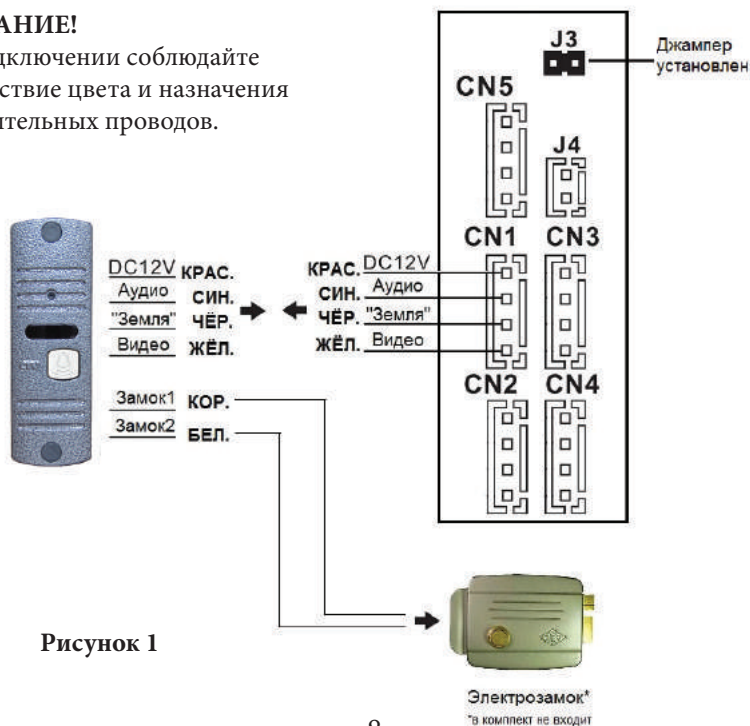 АНИЕ!
дключении соблюдайте
ствие цвета и назначения
ительных проводов.
J3
Джампер
установлен
CN5
J4
CN1 CN3
DC12V КРАС.
Аудио СИН.
"Земля" ЧЁР.
Видео ЖЁЛ.
Замок1 КОР.
Замок2 БЕЛ.
КРАС. DC12V
СИН. Аудио
ЧЁР. "Земля"
ЖЁЛ. Видео
CN2 CN4
Рисунок 1
Электрозамок*
*в комплект не входит